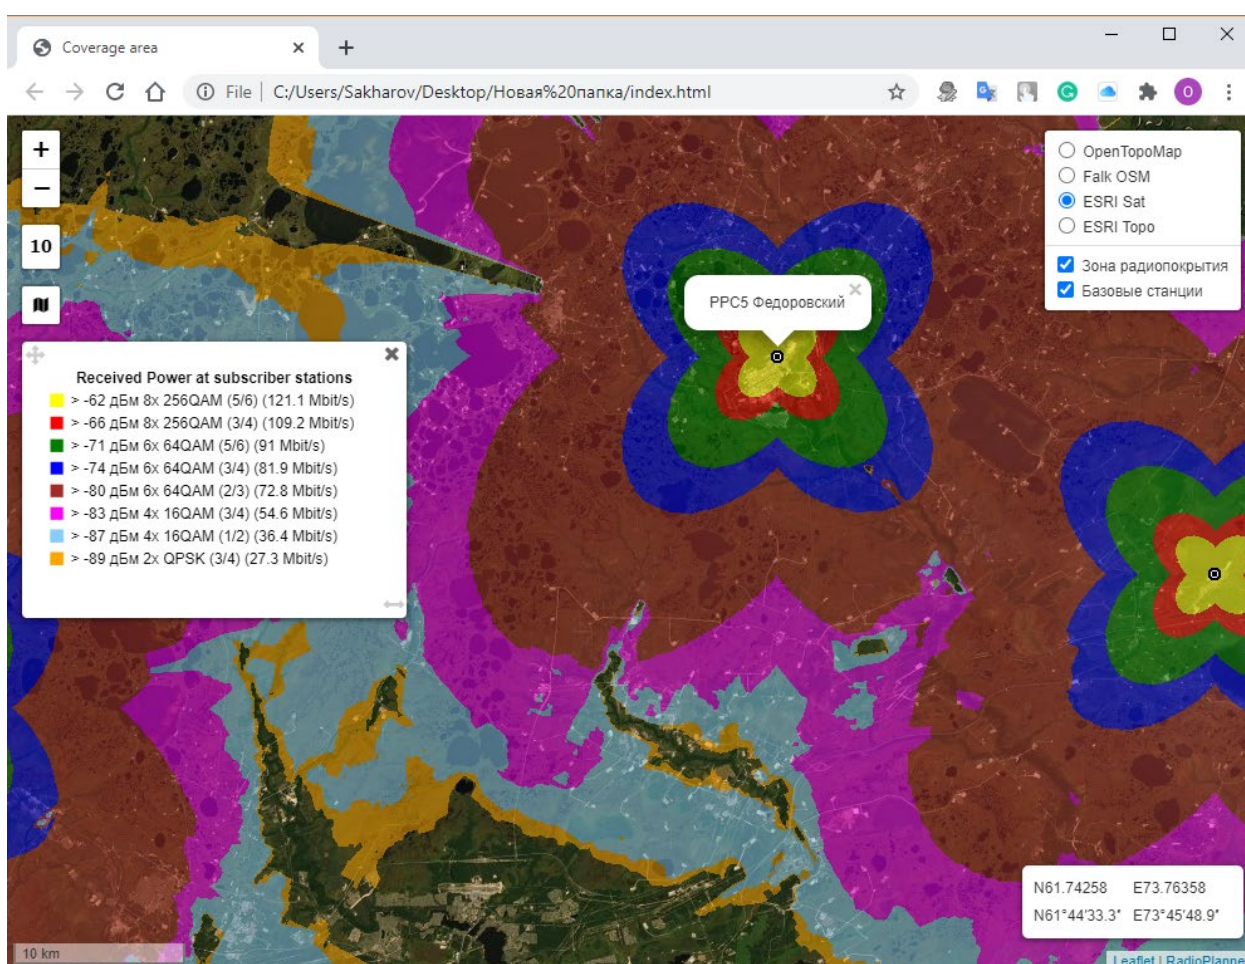 Coverage area
File
C:/Users/Sakharov/Desktop/Новая%20папка/index.html
О
+
−
10
OpenTopoMap
Falk OSM
ESRI Sat
ESRI Topo
Зона радиопокрытия
Базовые станции
РРС5 Федоровский
Received Power at subscriber stations
> -62 дБм 8x 256QAM (5/6) (121.1 Mbit/s)
> -66 дБм 8x 256QAM (3/4) (109.2 Mbit/s)
> -71 дБм 6x 64QAM (5/6) (91 Mbit/s)
> -74 дБм 6x 64QAM (3/4) (81.9 Mbit/s)
> -80 дБм 6x 64QAM (2/3) (72.8 Mbit/s)
> -83 дБм 4x 16QAM (3/4) (54.6 Mbit/s)
> -87 дБм 4x 16QAM (1/2) (36.4 Mbit/s)
> -89 дБм 2x QPSK (3/4) (27.3 Mbit/s)
N61.74258 E73.76358
N61°44'33.3" E73°45'48.9"
10 km
Leaflet | RadioPlanne